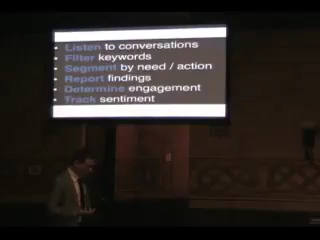 • Listen to conversations
• Filter keywords
• Segment by need / action
• Report findings
• Determine engagement
• Track sentiment